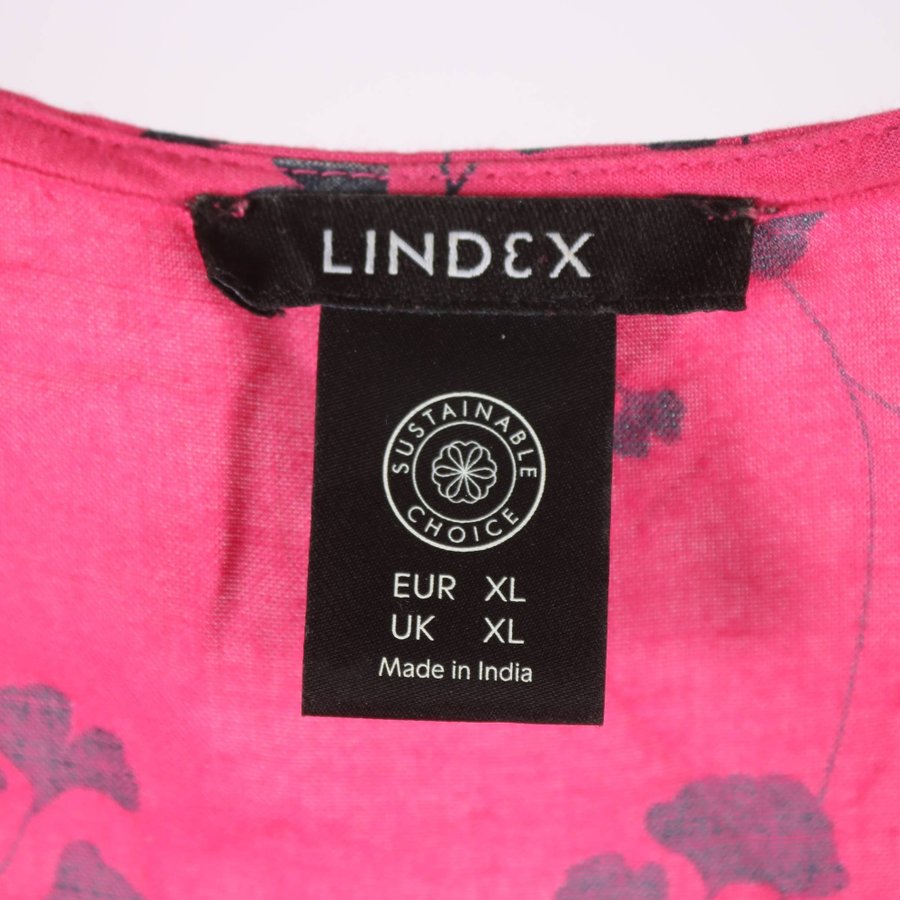 LINDEX
SUSTAINABLE
CHOICE
EUR XL
UK XL
Made in India